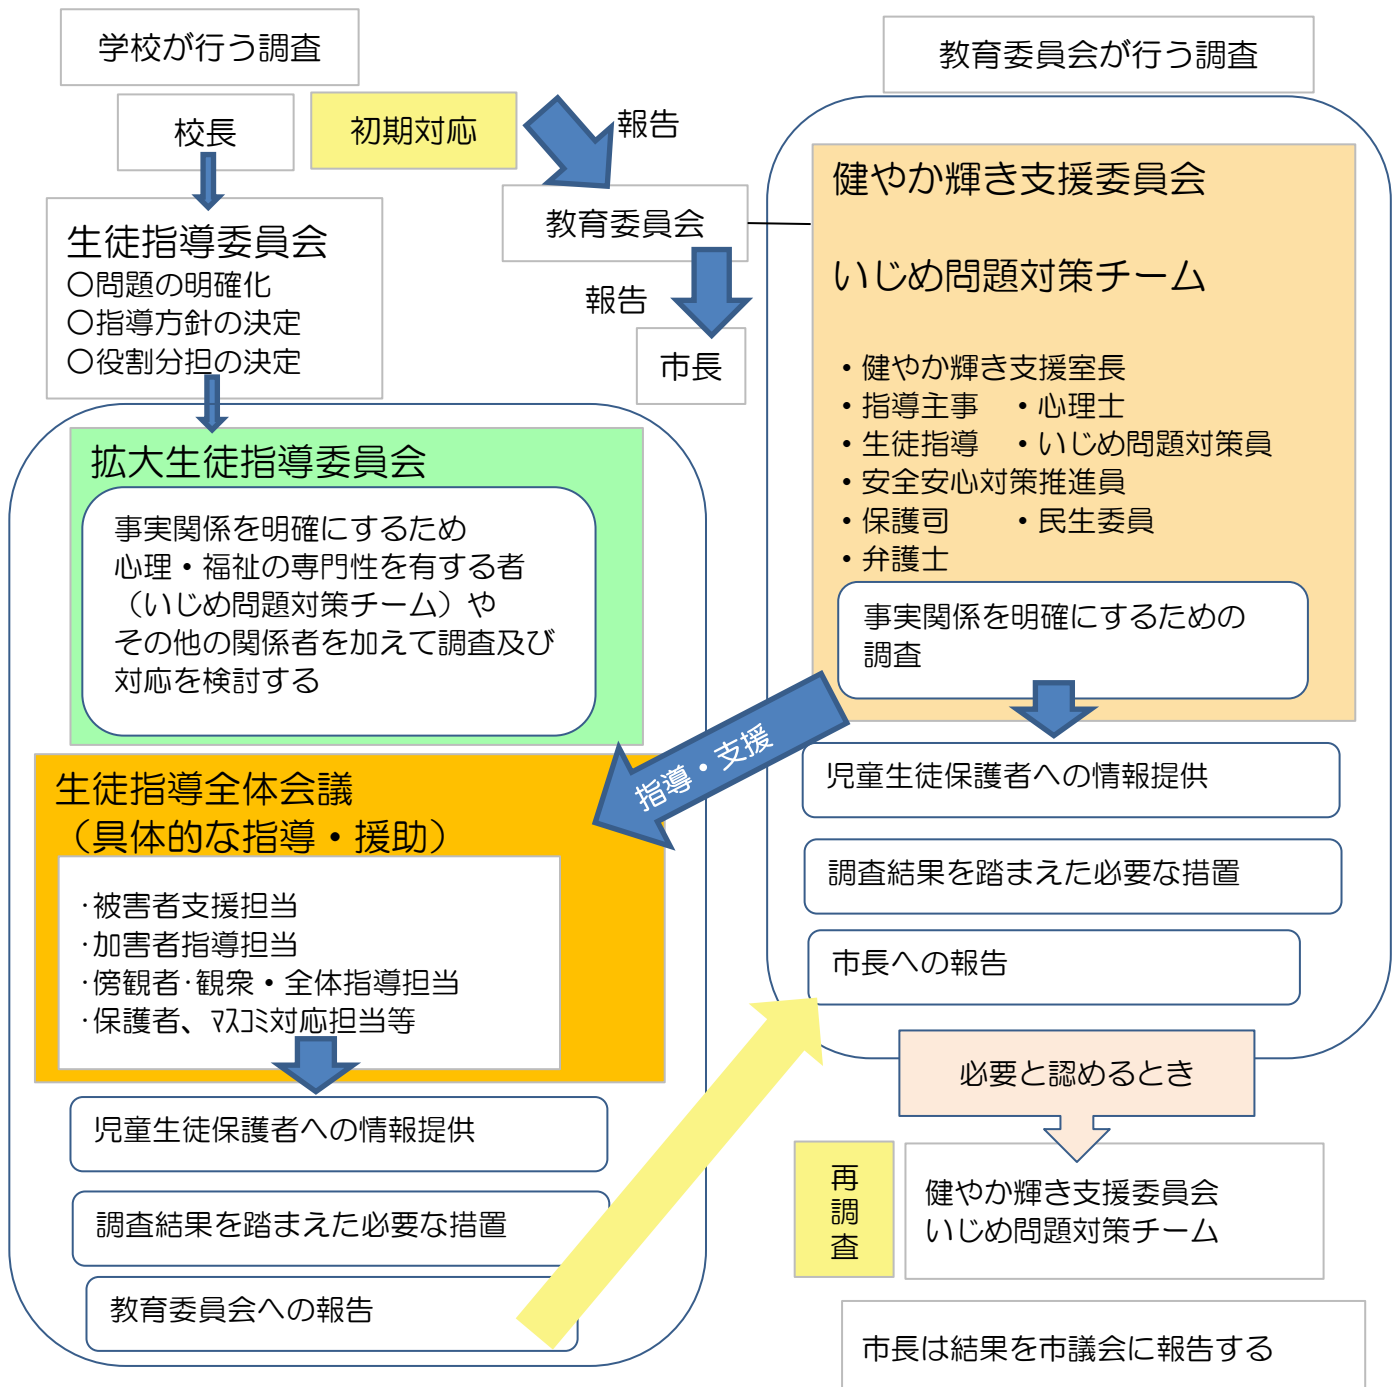 学校が行う調査
校長
初期対応
報告
教育委員会
報告
市長
生徒指導委員会
〇問題の明確化
〇指導方針の決定
〇役割分担の決定
拡大生徒指導委員会
事実関係を明確にするため
心理・福祉の専門性を有する者
（いじめ問題対策チーム）や
その他の関係者を加えて調査及び
対応を検討する
生徒指導全体会議
（具体的な指導・援助）
･被害者支援担当
･加害者指導担当
･傍観者･観衆・全体指導担当
･保護者、ﾏｽｺﾐ対応担当等
児童生徒保護者への情報提供
調査結果を踏まえた必要な措置
教育委員会への報告
指導・支援
教育委員会が行う調査
健やか輝き支援委員会
いじめ問題対策チーム
・健やか輝き支援室長
・指導主事　・心理士
・生徒指導　・いじめ問題対策員
・安全安心対策推進員
・保護司　　・民生委員
・弁護士
事実関係を明確にするための
調査
児童生徒保護者への情報提供
調査結果を踏まえた必要な措置
市長への報告
必要と認めるとき
再
調
査
健やか輝き支援委員会
いじめ問題対策チーム
市長は結果を市議会に報告する